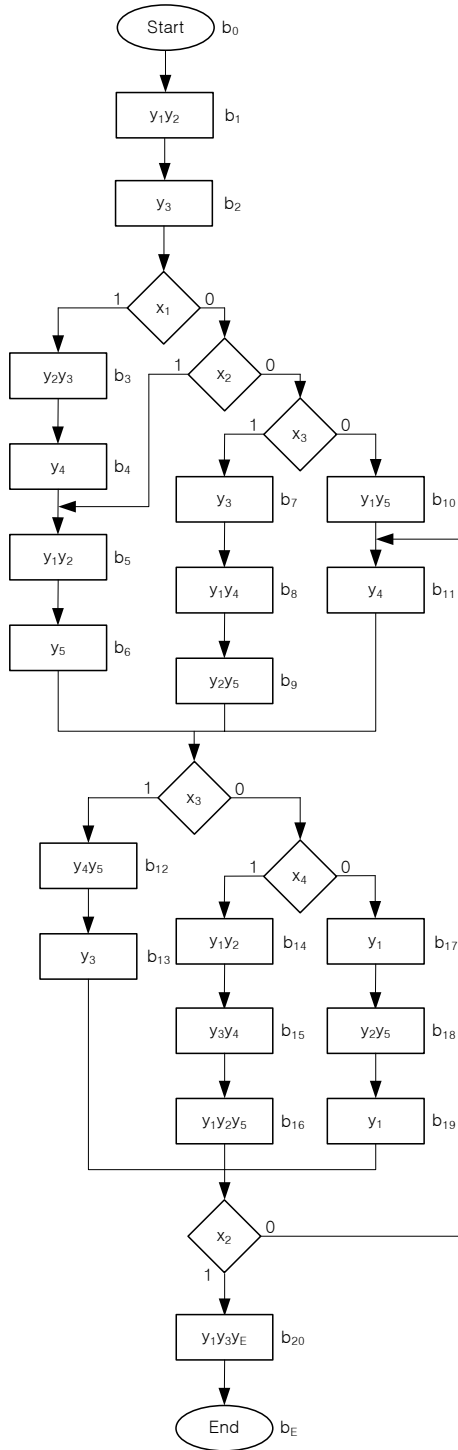 Start b₀
y₁y₂ b₁
y₃ b₂
1 x₁ 0
y₂y₃ b₃
1 x₂ 0
1 x₃ 0
y₄ b₄
y₃ b₇
y₁y₅ b₁₀
y₁y₂ b₅
y₁y₄ b₈
y₄ b₁₁
y₅ b₆
y₂y₅ b₉
1 x₃ 0
y₄y₅ b₁₂
1 x₄ 0
y₃ b₁₃
y₁y₂ b₁₄
y₁ b₁₇
y₃y₄ b₁₅
y₂y₅ b₁₈
y₁y₂y₅ b₁₆
y₁ b₁₉
x₂ 0
1
y₁y₃y_E b₂₀
End b_E